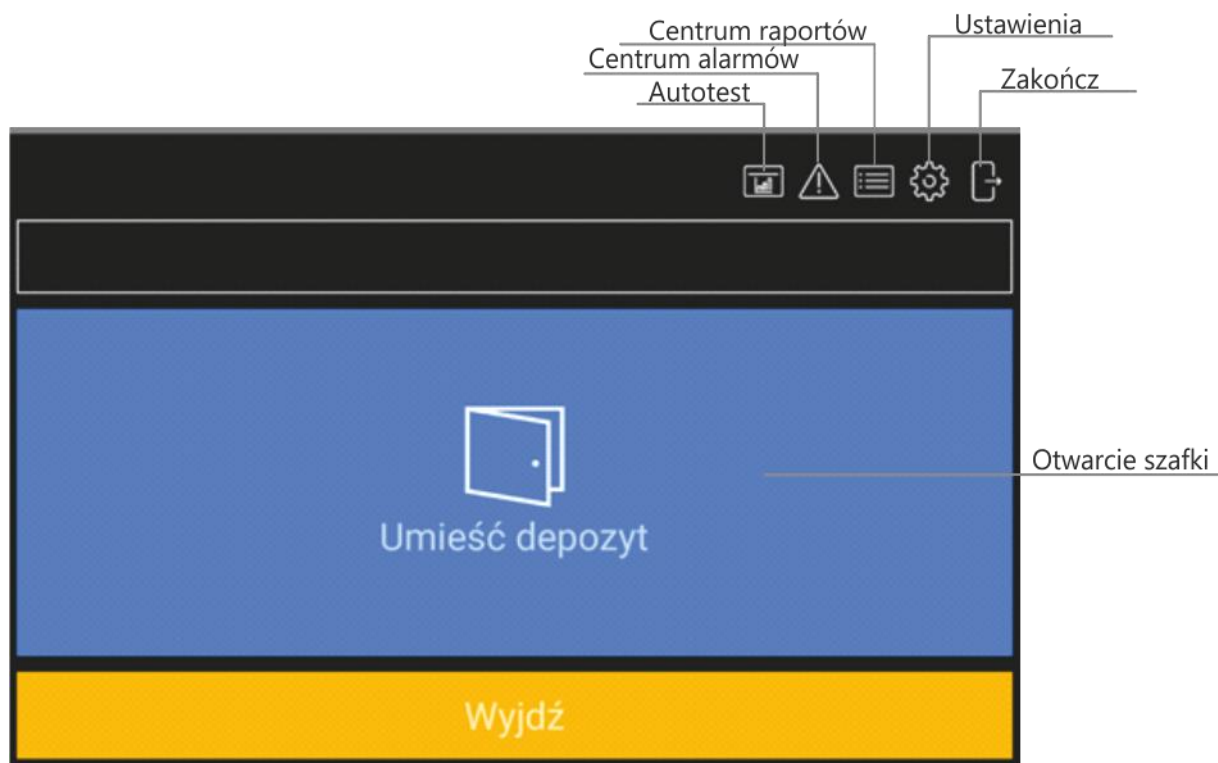 Centrum raportów
Ustawienia
Centrum alarmów
Zakończ
Autotest
Otwarcie szafki
Umieść depozyt
Wyjdź